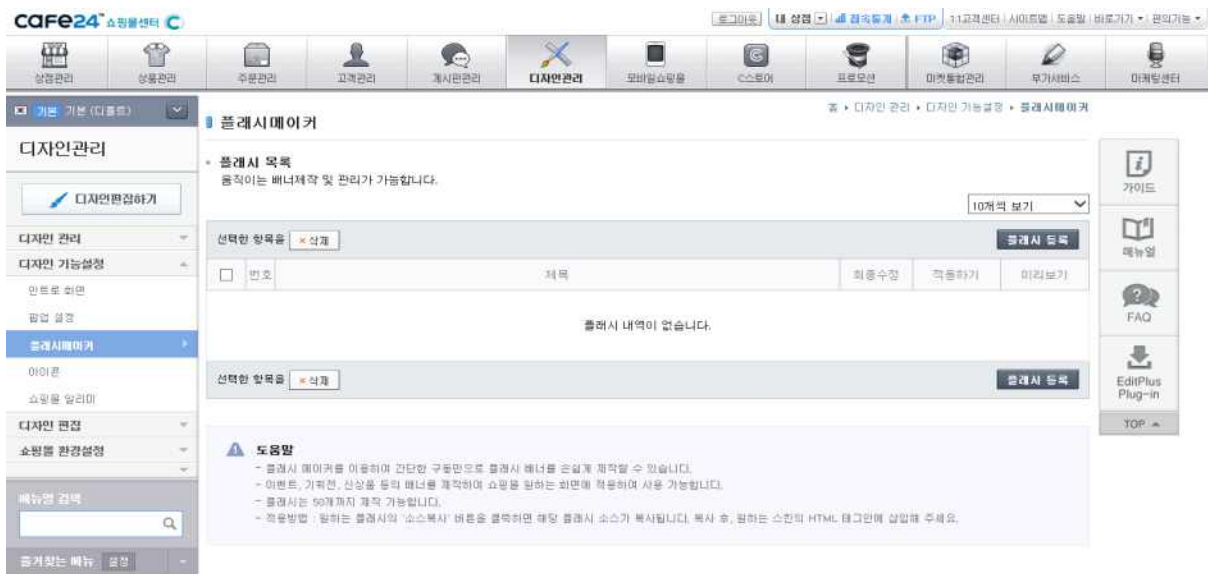 cafe24 쇼핑몰센터 C
로그아웃 내 상점 접속통계 FTP 1:1고객센터 사이트맵 도움말 바로가기 편의기능
상점관리 상품관리 주문관리 고객관리 게시판관리 디자인관리 모바일쇼핑몰 C스토어 프로모션 마켓통합관리 부가서비스 마케팅센터
기본 기본 (디폴트)
홈 디자인 관리 디자인 기능설정 플래시메이커
플래시메이커
디자인관리
디자인편집하기
디자인 관리
디자인 기능설정
인트로 화면
팝업 설정
플래시메이커
아이콘
쇼핑몰 알리미
디자인 편집
쇼핑몰 환경설정
메뉴명 검색
즐겨찾는 메뉴 설정
플래시 목록
움직이는 배너제작 및 관리가 가능합니다.
10개씩 보기
선택한 항목을 × 삭제 플래시 등록
번호 제목 최종수정 적용하기 미리보기
플래시 내역이 없습니다.
선택한 항목을 × 삭제 플래시 등록
도움말
- 플래시 메이커를 이용하여 간단한 구동만으로 플래시 배너를 손쉽게 제작할 수 있습니다.
- 이벤트, 기획전, 신상품 등의 배너를 제작하여 쇼핑몰 원하는 화면에 적용하여 사용 가능합니다.
- 플래시는 50개까지 제작 가능합니다.
- 적용방법 : 원하는 플래시의 '소스복사' 버튼을 클릭하면 해당 플래시 소스가 복사됩니다. 복사 후, 원하는 스킨의 HTML 태그안에 삽입해 주세요.
가이드
매뉴얼
FAQ
EditPlus
Plug-in
TOP